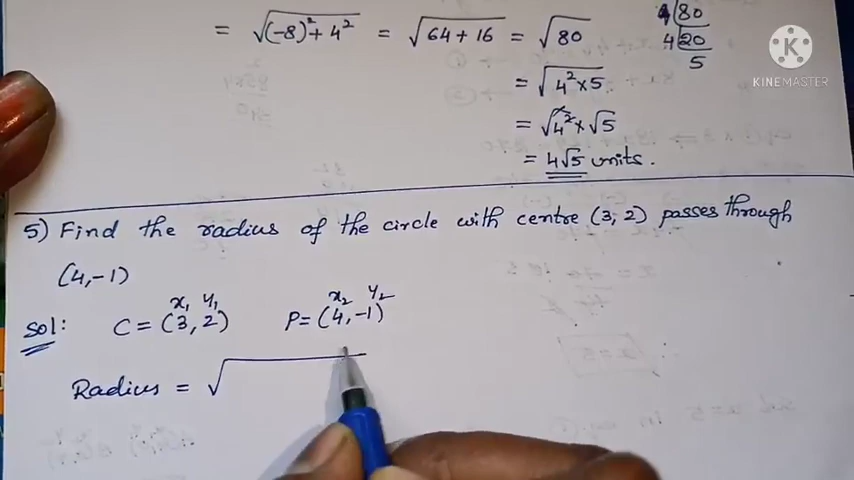 = √(-8)²+4² = √64+16 = √80
4|80
4|20
5
= √4²×5
= √4²×√5
= 4√5 units.
K
KINEMASTER
5) Find the radius of the circle with centre (3, 2) passes through
(4,-1)
Sol: C = (3, 2) P = (4, -1)
x₁ y₁ x₂ y₂
Radius = √